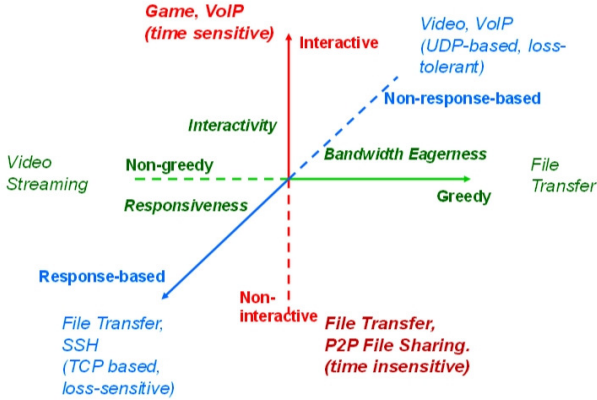 Game, VoIP
(time sensitive)
Interactive
Video, VoIP
(UDP-based, loss-
tolerant)
Non-response-based
Interactivity
Bandwidth Eagerness
Video
Streaming
Non-greedy
File
Transfer
Greedy
Responsiveness
Response-based
Non-
interactive
File Transfer,
SSH
(TCP based,
loss-sensitive)
File Transfer,
P2P File Sharing.
(time insensitive)